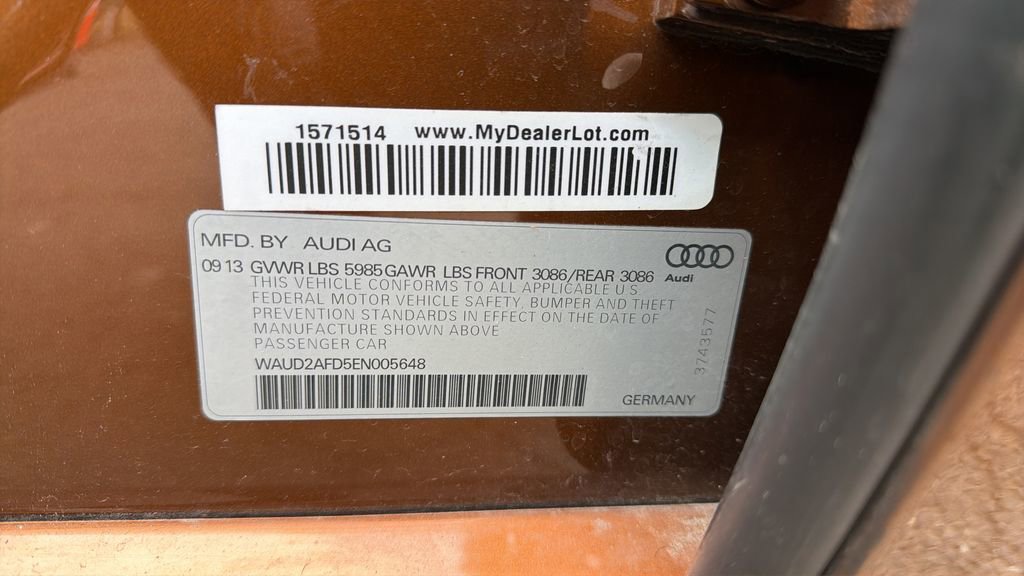 1571514 www.MyDealerLot.com
MFD. BY AUDI AG
09 13 GVWR LBS 5985 GAWR LBS FRONT 3086/REAR 3086
Audi
THIS VEHICLE CONFORMS TO ALL APPLICABLE U.S
FEDERAL MOTOR VEHICLE SAFETY, BUMPER AND THEFT
PREVENTION STANDARDS IN EFFECT ON THE DATE OF
MANUFACTURE SHOWN ABOVE
PASSENGER CAR
3743577
WAUD2AFD5EN005648
GERMANY